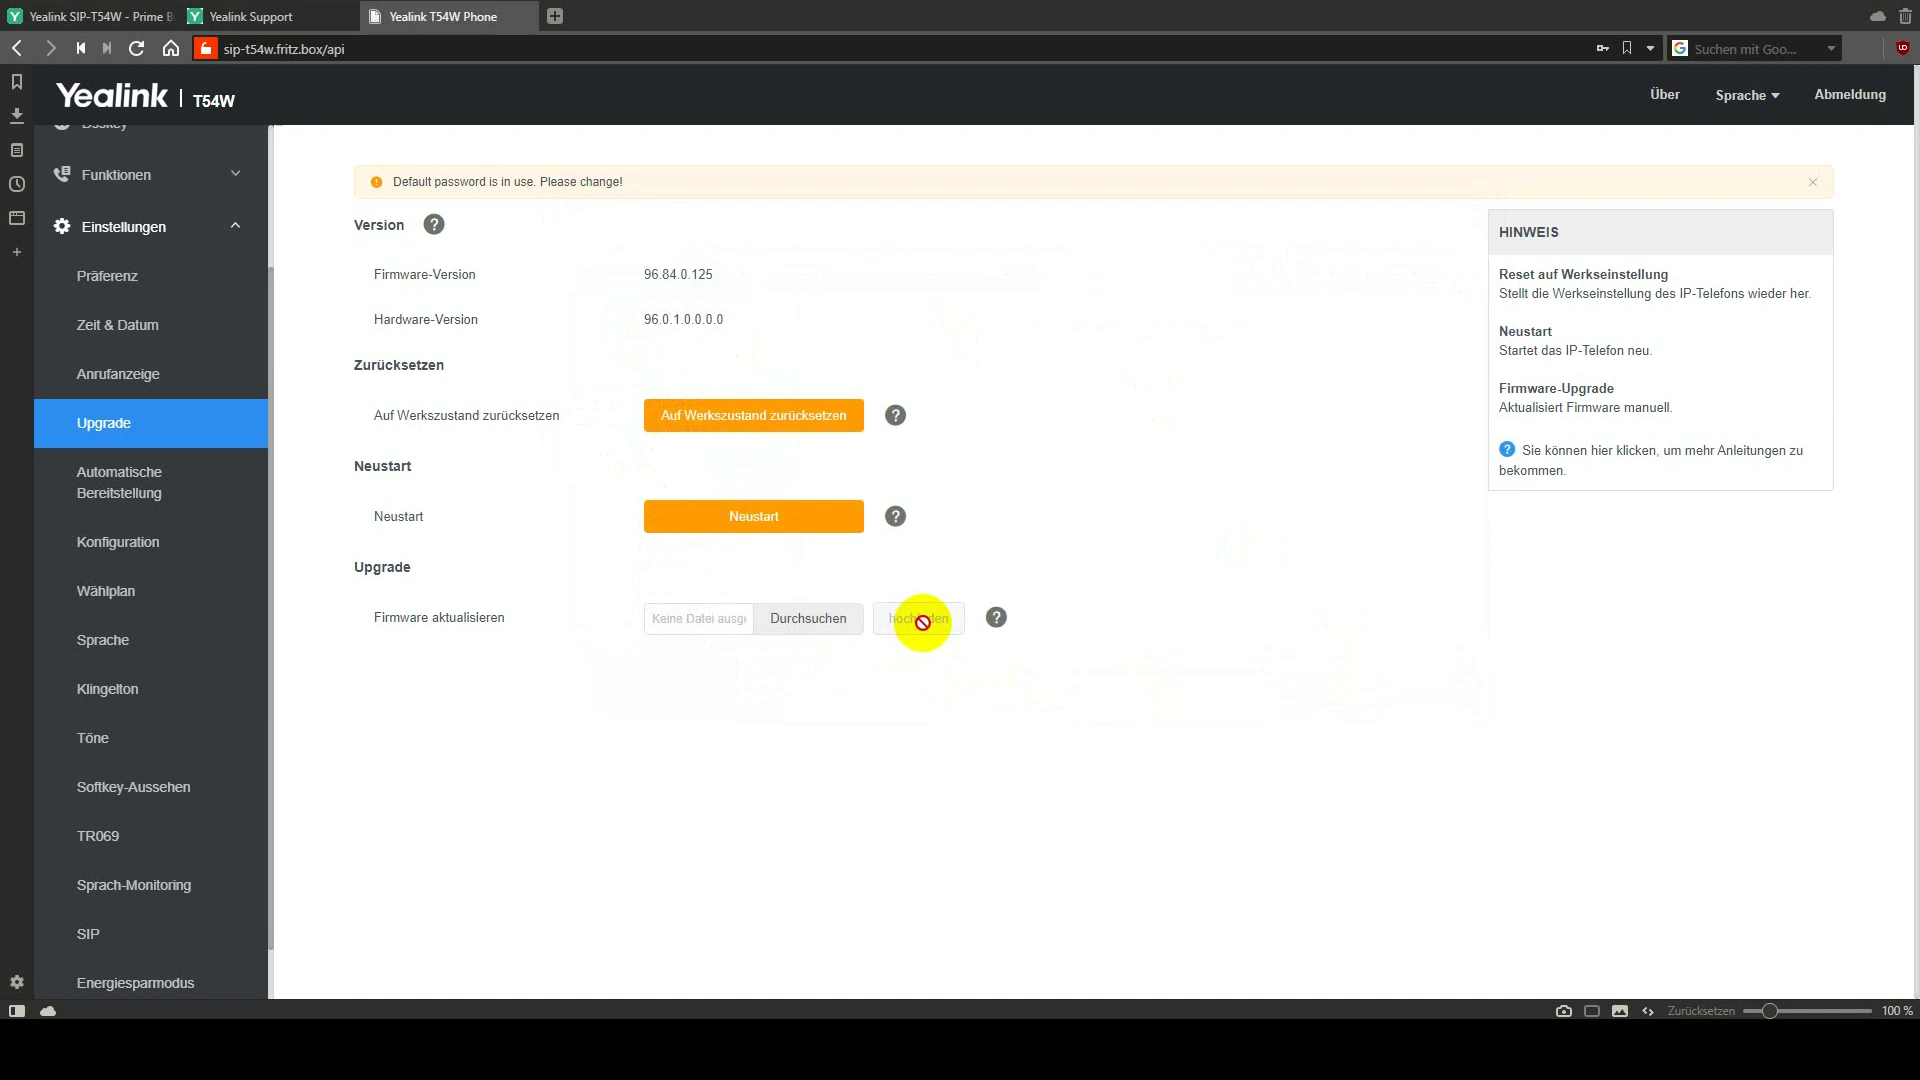 Yealink SIP-T54W - Prime B
Yealink Support
Yealink T54W Phone
sip-t54w.fritz.box/api
Suchen mit Goo...
Yealink | T54W
Über
Sprache
Abmeldung
Dsskey
Funktionen
Einstellungen
Präferenz
Zeit & Datum
Anrufanzeige
Upgrade
Automatische
Bereitstellung
Konfiguration
Wählplan
Sprache
Klingelton
Töne
Softkey-Aussehen
TR069
Sprach-Monitoring
SIP
Energiesparmodus
Default password is in use. Please change!
Version
Firmware-Version 96.84.0.125
Hardware-Version 96.0.1.0.0.0.0
Zurücksetzen
Auf Werkszustand zurücksetzen Auf Werkszustand zurücksetzen
Neustart
Neustart Neustart
Upgrade
Firmware aktualisieren Keine Datei ausge Durchsuchen
HINWEIS
Reset auf Werkseinstellung
Stellt die Werkseinstellung des IP-Telefons wieder her.
Neustart
Startet das IP-Telefon neu.
Firmware-Upgrade
Aktualisiert Firmware manuell.
Sie können hier klicken, um mehr Anleitungen zu
bekommen.
Zurücksetzen
100 %